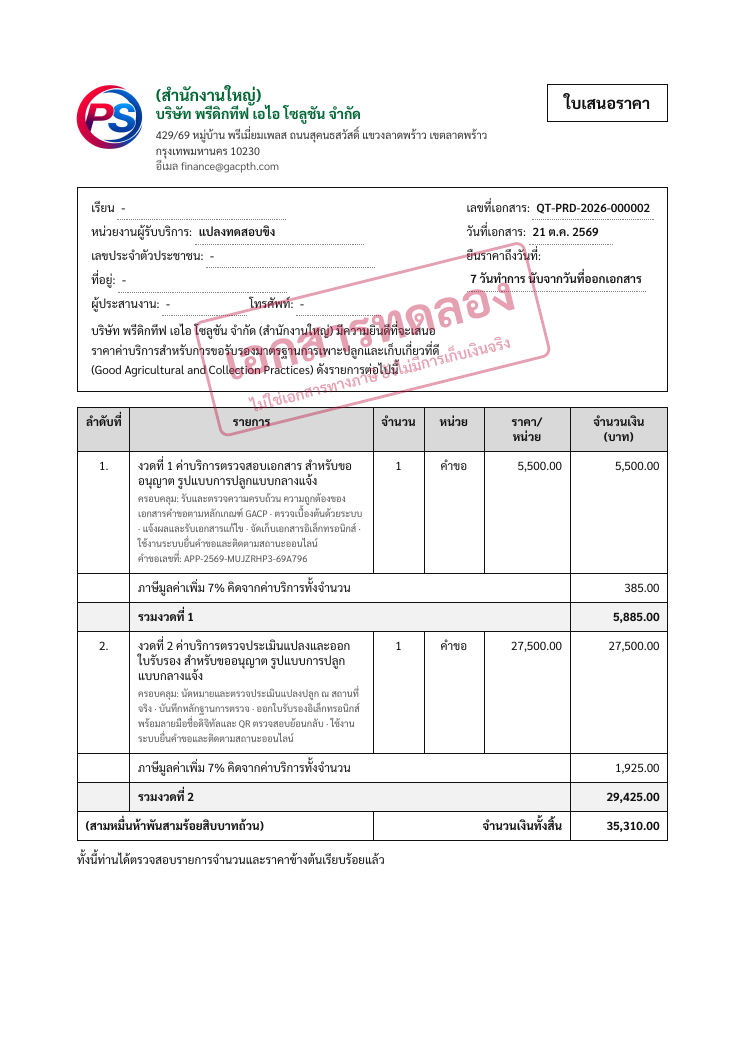 PS
(สำนักงานใหญ่)
บริษัท พรีดิกทีฟ เอไอ โซลูชัน จำกัด
429/69 หมู่บ้าน พรีเมี่ยมเพลส ถนนสุคนธสวัสดิ์ แขวงลาดพร้าว เขตลาดพร้าว
กรุงเทพมหานคร 10230
อีเมล finance@gacpth.com
ใบเสนอราคา
เรียน -
หน่วยงานผู้รับบริการ: แปลงทดสอบขิง
เลขประจำตัวประชาชน: -
ที่อยู่: -
ผู้ประสานงาน: - โทรศัพท์: -
เลขที่เอกสาร: QT-PRD-2026-000002
วันที่เอกสาร: 21 ต.ค. 2569
ยืนราคาถึงวันที่:
7 วันทำการ นับจากวันที่ออกเอกสาร
บริษัท พรีดิกทีฟ เอไอ โซลูชัน จำกัด (สำนักงานใหญ่) มีความยินดีที่จะเสนอ
ราคาค่าบริการสำหรับการขอรับรองมาตรฐานการเพาะปลูกและเก็บเกี่ยวที่ดี
(Good Agricultural and Collection Practices) ดังรายการต่อไปนี้
เอกสารทดลอง
ไม่ใช่เอกสารทางภาษี ยังไม่มีการเก็บเงินจริง
ลำดับที่ รายการ จำนวน หน่วย ราคา/ จำนวนเงิน
หน่วย (บาท)
1. งวดที่ 1 ค่าบริการตรวจสอบเอกสาร สำหรับขอ 1 คำขอ 5,500.00 5,500.00
อนุญาต รูปแบบการปลูกแบบกลางแจ้ง
ครอบคลุม: รับและตรวจความครบถ้วน ความถูกต้องของ
เอกสารคำขอตามหลักเกณฑ์ GACP · ตรวจเบื้องต้นด้วยระบบ
· แจ้งผลและรับเอกสารแก้ไข · จัดเก็บเอกสารอิเล็กทรอนิกส์ ·
ใช้งานระบบยื่นคำขอและติดตามสถานะออนไลน์
คำขอเลขที่: APP-2569-MUJZRHP3-69A796
ภาษีมูลค่าเพิ่ม 7% คิดจากค่าบริการทั้งจำนวน 385.00
รวมงวดที่ 1 5,885.00
2. งวดที่ 2 ค่าบริการตรวจประเมินแปลงและออก 1 คำขอ 27,500.00 27,500.00
ใบรับรอง สำหรับขออนุญาต รูปแบบการปลูก
แบบกลางแจ้ง
ครอบคลุม: นัดหมายและตรวจประเมินแปลงปลูก ณ สถานที่
จริง · บันทึกหลักฐานการตรวจ · ออกใบรับรองอิเล็กทรอนิกส์
พร้อมลายมือชื่อดิจิทัลและ QR ตรวจสอบย้อนกลับ · ใช้งาน
ระบบยื่นคำขอและติดตามสถานะออนไลน์
ภาษีมูลค่าเพิ่ม 7% คิดจากค่าบริการทั้งจำนวน 1,925.00
รวมงวดที่ 2 29,425.00
(สามหมื่นห้าพันสามร้อยสิบบาทถ้วน) จำนวนเงินทั้งสิ้น 35,310.00
ทั้งนี้ท่านได้ตรวจสอบรายการจำนวนและราคาข้างต้นเรียบร้อยแล้ว